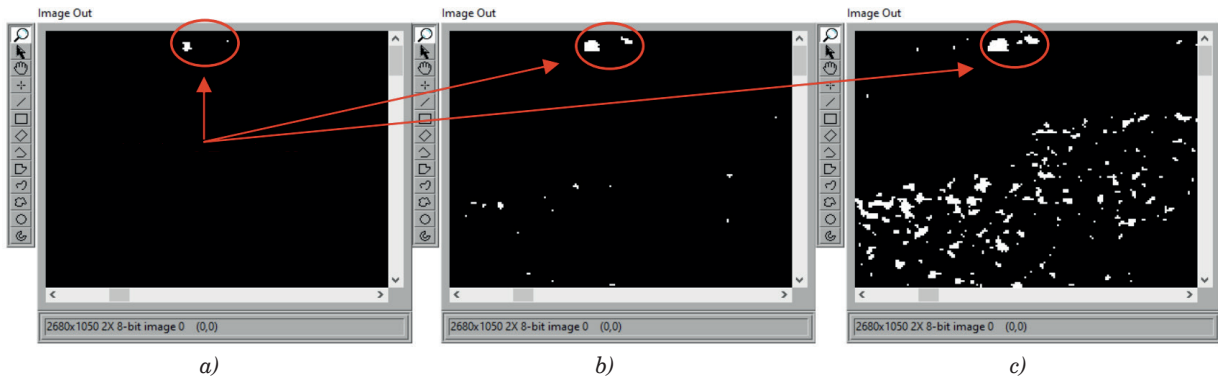 Image Out
Image Out
Image Out
2680x1050 2X 8-bit image 0 (0,0)
2680x1050 2X 8-bit image 0 (0,0)
2680x1050 2X 8-bit image 0 (0,0)
a)
b)
c)